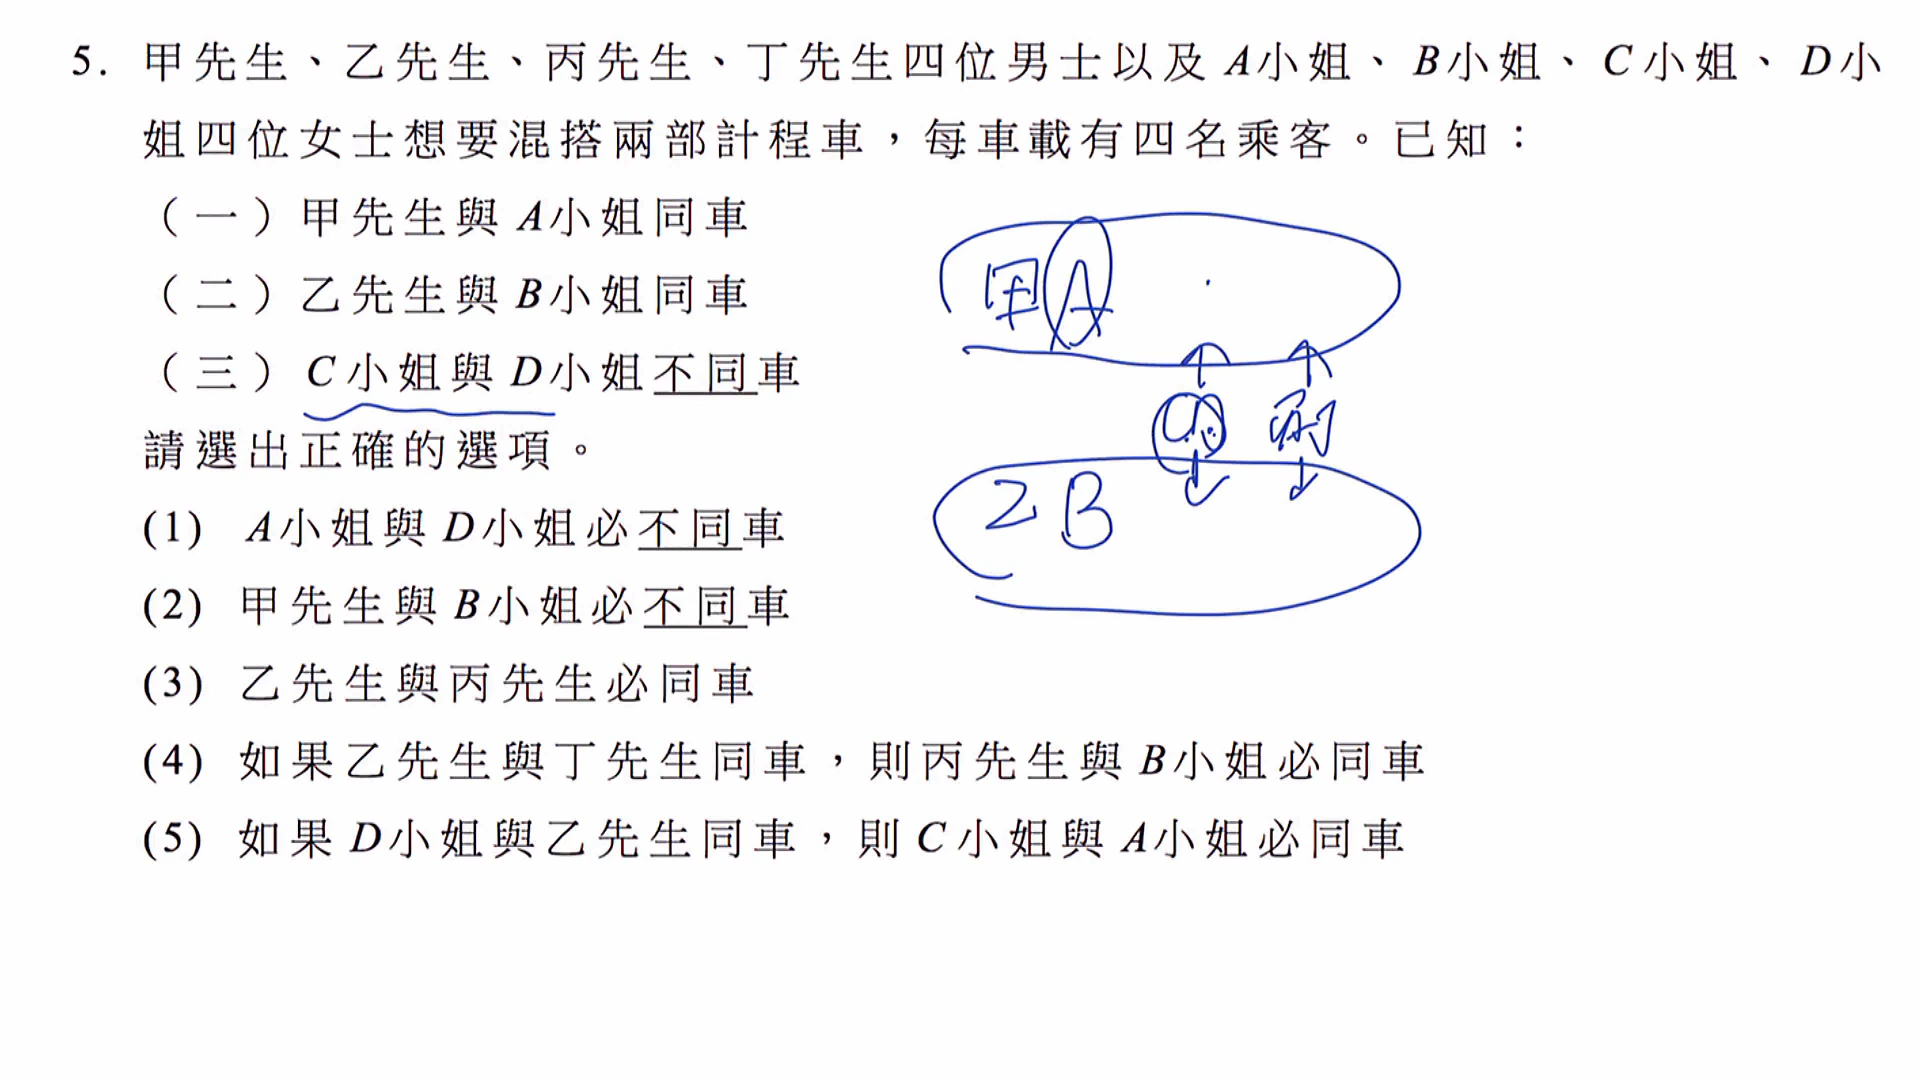 5. 甲先生、乙先生、丙先生、丁先生四位男士以及A小姐、B小姐、C小姐、D小
姐四位女士想要混搭兩部計程車，每車載有四名乘客。已知：
（一）甲先生與A小姐同車
（二）乙先生與B小姐同車
（三）C小姐與D小姐不同車
請選出正確的選項。
(1) A小姐與D小姐必不同車
(2) 甲先生與B小姐必不同車
(3) 乙先生與丙先生必同車
(4) 如果乙先生與丁先生同車，則丙先生與B小姐必同車
(5) 如果D小姐與乙先生同車，則C小姐與A小姐必同車
甲 A
丙
乙 B